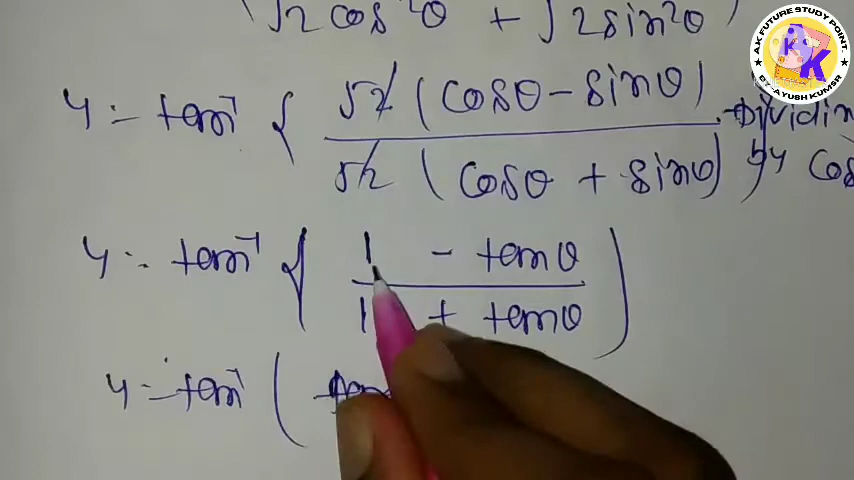 √2 cos²θ + √2 sin²θ
y = tan⁻¹ { √2 (cosθ - sinθ) / √2 (cosθ + sinθ) } Dividin
by cos
y = tan⁻¹ { 1 - tanθ / 1 + tanθ )
y = tan⁻¹ ( tan
A.K FUTURE STUDY POINT.
AK
BY-AYUSH KUMAR